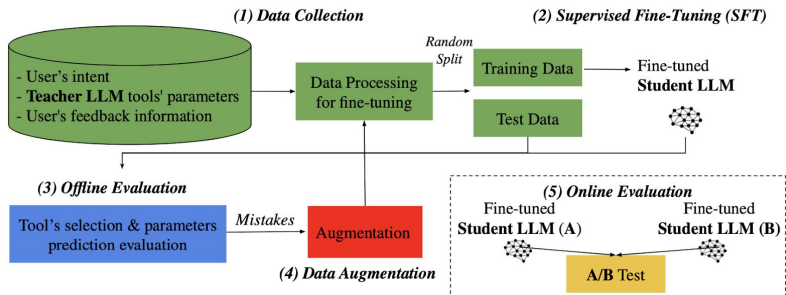 (1) Data Collection
(2) Supervised Fine-Tuning (SFT)
- User's intent
- Teacher LLM tools' parameters
- User's feedback information
Data Processing
for fine-tuning
Random
Split
Training Data
Test Data
Fine-tuned
Student LLM
(3) Offline Evaluation
Tool's selection & parameters
prediction evaluation
Mistakes
Augmentation
(4) Data Augmentation
(5) Online Evaluation
Fine-tuned
Student LLM (A)
Fine-tuned
Student LLM (B)
A/B Test